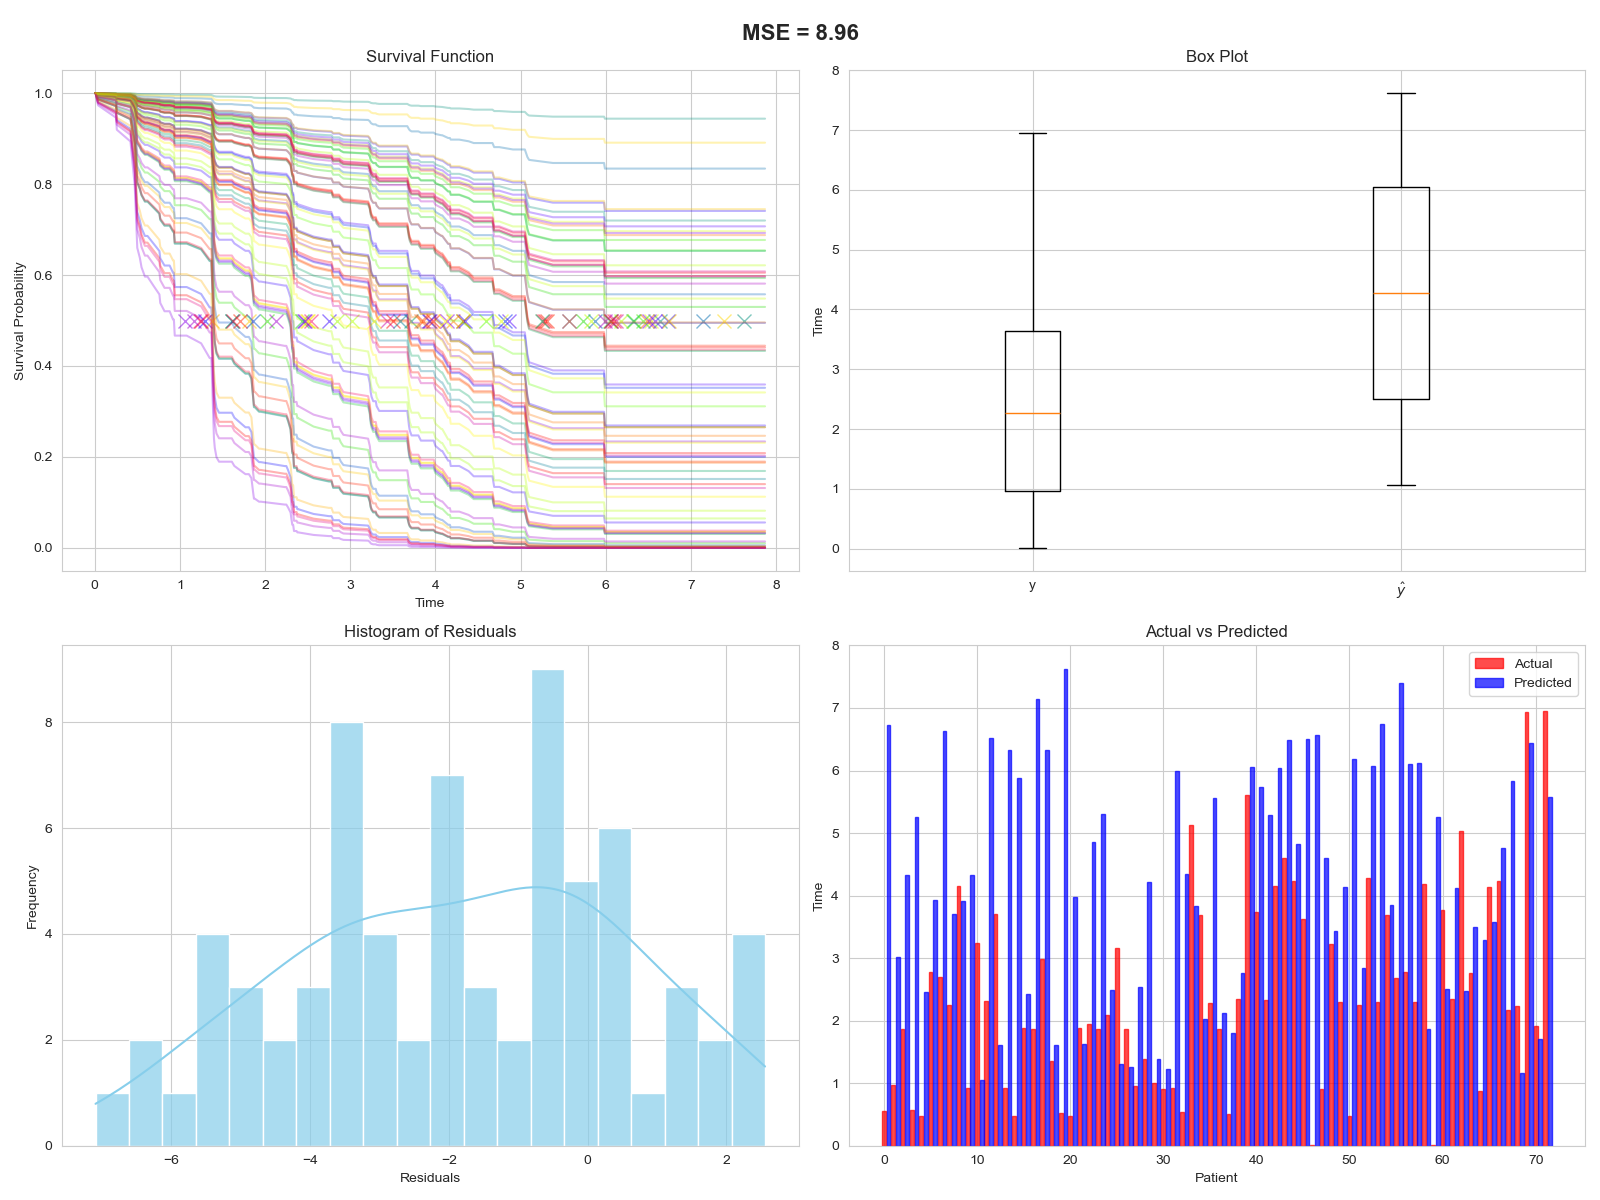 MSE = 8.96
Survival Function
Survival Probability
1.0
0.8
0.6
0.4
0.2
0.0
0 1 2 3 4 5 6 7 8
Time
Box Plot
Time
8
7
6
5
4
3
2
1
0
y ŷ
Histogram of Residuals
Frequency
8
6
4
2
0
−6 −4 −2 0 2
Residuals
Actual vs Predicted
Actual
Predicted
Time
8
7
6
5
4
3
2
1
0
0 10 20 30 40 50 60 70
Patient